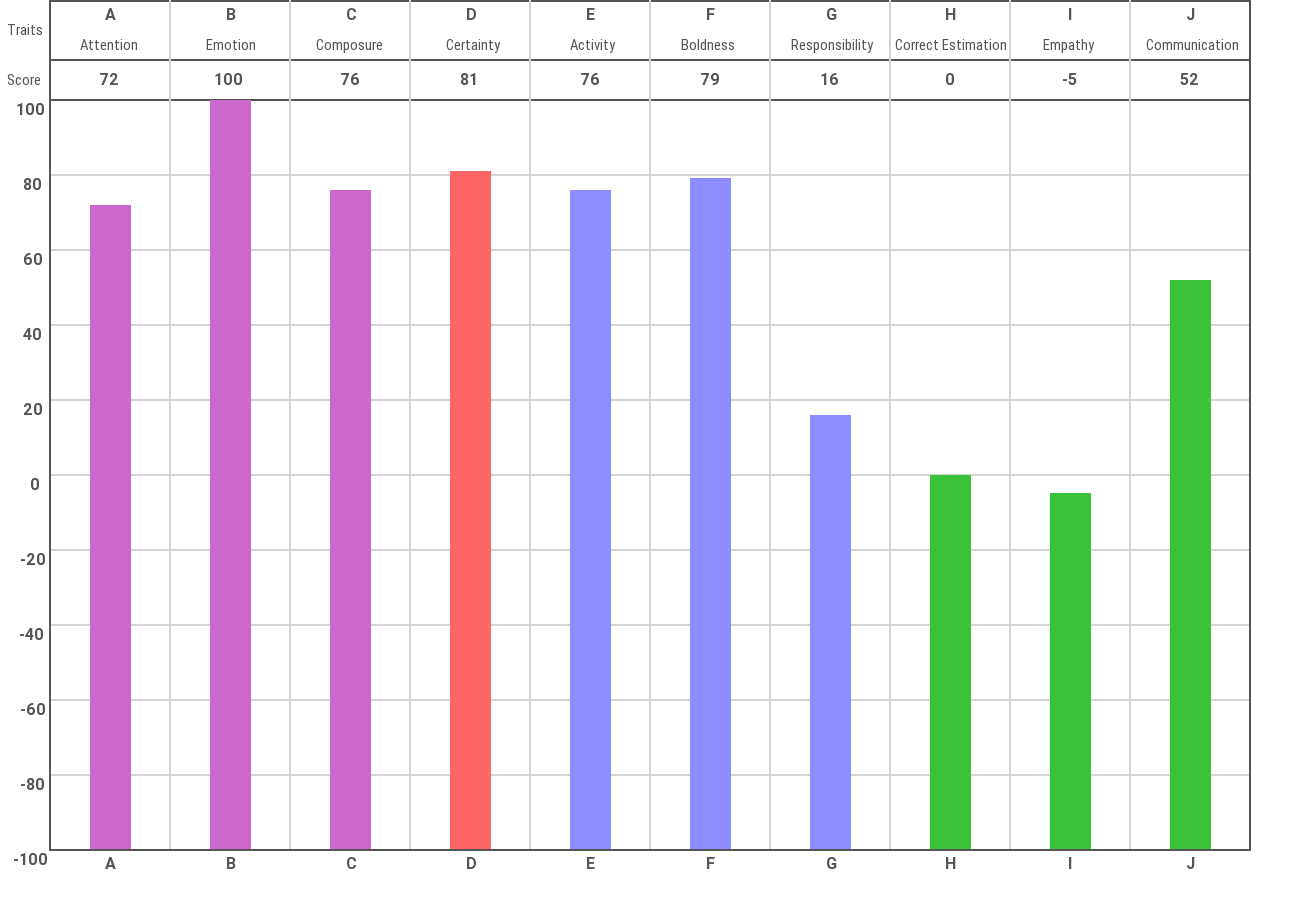 Traits A B C D E F G H I J
Attention Emotion Composure Certainty Activity Boldness Responsibility Correct Estimation Empathy Communication
Score 72 100 76 81 76 79 16 0 -5 52
100
80
60
40
20
0
-20
-40
-60
-80
-100
A B C D E F G H I J